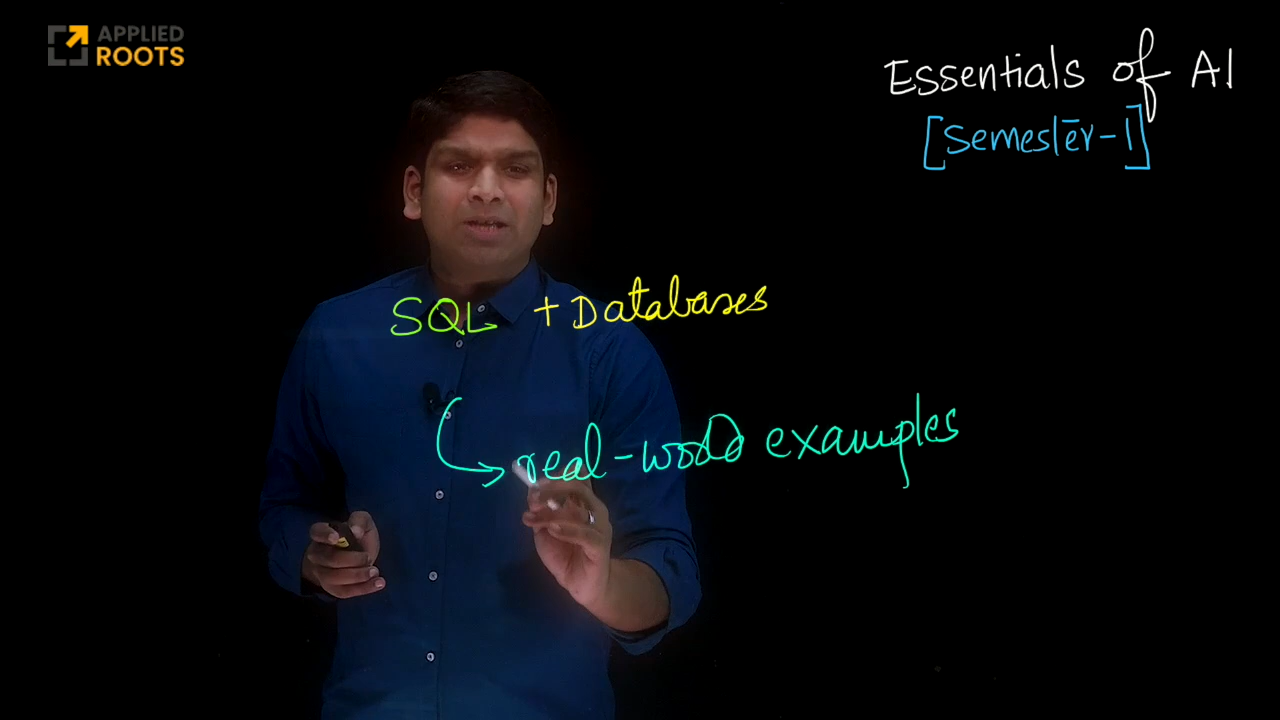 APPLIED
ROOTS
Essentials of AI
[Semester-1]
SQL + Databases
real-world examples